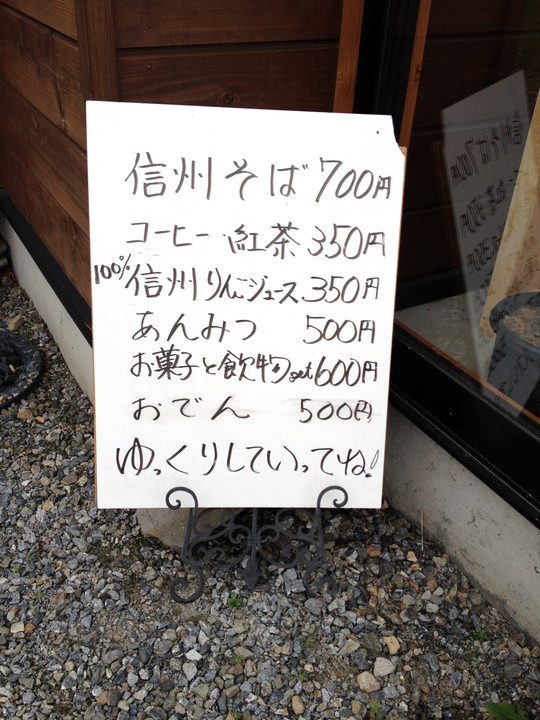 信州そば 700円
コーヒー・紅茶 350円
100% 信州りんごジュース 350円
あんみつ 500円
お菓子と飲物set 600円
おでん 500円
ゆっくりしていってね!